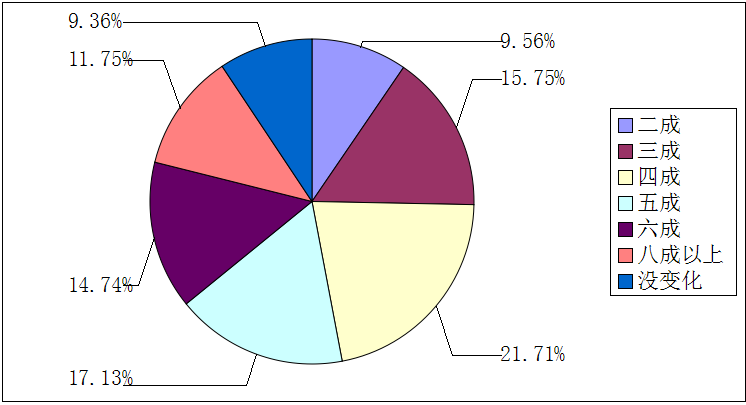 9.36%
9.56%
11.75%
15.75%
14.74%
21.71%
17.13%
二成
三成
四成
五成
六成
八成以上
没变化